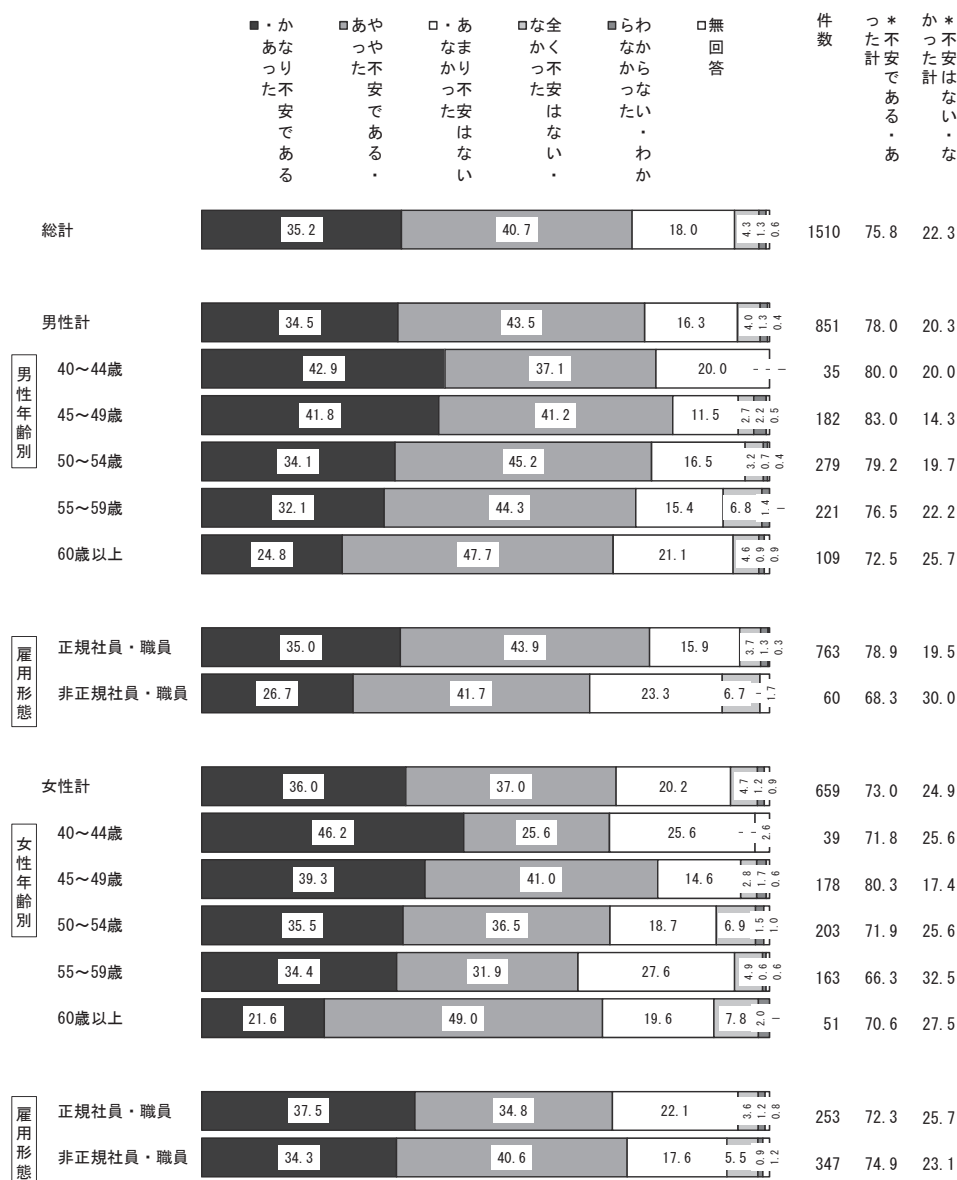 ■かなり不安である・あった
□やや不安である・あった
□あまり不安はない・なかった
□全く不安はない・なかった
■わからない・わからなかった
□無回答
件数
*不安である・あった計
*不安はない・なかった計
総計 35.2 40.7 18.0 4.3 1.3 0.6 1510 75.8 22.3
男性計 34.5 43.5 16.3 4.0 1.3 0.4 851 78.0 20.3
男性年齢別
40〜44歳 42.9 37.1 20.0 - - - 35 80.0 20.0
45〜49歳 41.8 41.2 11.5 2.7 2.2 0.5 182 83.0 14.3
50〜54歳 34.1 45.2 16.5 3.2 0.7 0.4 279 79.2 19.7
55〜59歳 32.1 44.3 15.4 6.8 1.4 - 221 76.5 22.2
60歳以上 24.8 47.7 21.1 4.6 0.9 0.9 109 72.5 25.7
雇用形態
正規社員・職員 35.0 43.9 15.9 3.7 1.3 0.3 763 78.9 19.5
非正規社員・職員 26.7 41.7 23.3 6.7 - 1.7 60 68.3 30.0
女性計 36.0 37.0 20.2 4.7 1.2 0.9 659 73.0 24.9
女性年齢別
40〜44歳 46.2 25.6 25.6 - - 2.6 39 71.8 25.6
45〜49歳 39.3 41.0 14.6 2.8 1.7 0.6 178 80.3 17.4
50〜54歳 35.5 36.5 18.7 6.9 1.5 1.0 203 71.9 25.6
55〜59歳 34.4 31.9 27.6 4.9 0.6 0.6 163 66.3 32.5
60歳以上 21.6 49.0 19.6 7.8 2.0 - 51 70.6 27.5
雇用形態
正規社員・職員 37.5 34.8 22.1 3.6 1.2 0.8 253 72.3 25.7
非正規社員・職員 34.3 40.6 17.6 5.5 0.9 1.2 347 74.9 23.1